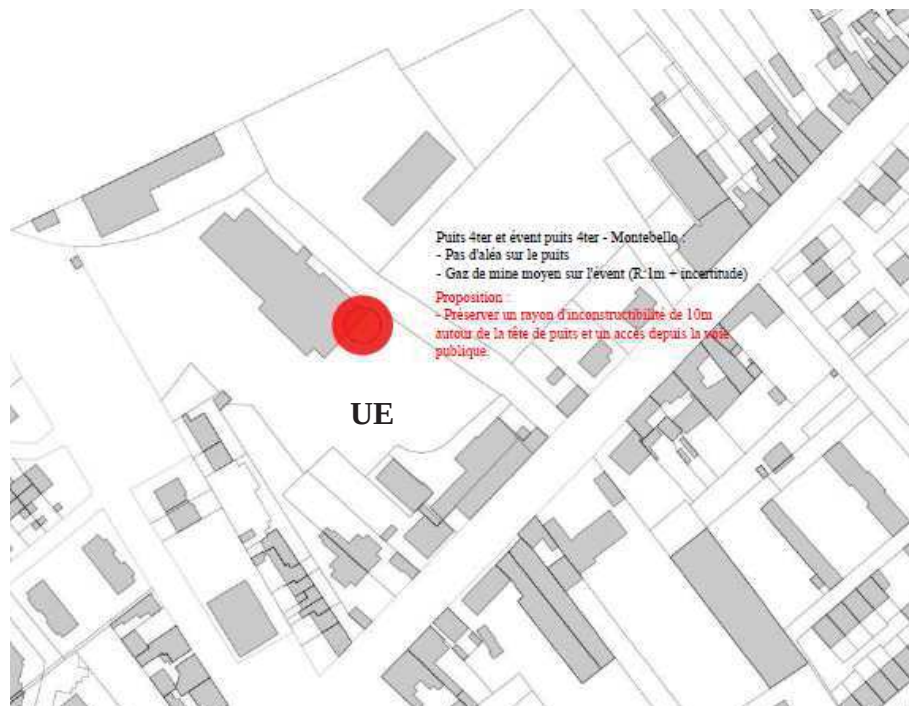 Puits 4ter et évent puits 4ter - Montebello :
- Pas d'aléa sur le puits
- Gaz de mine moyen sur l'évent (R:1m + incertitude)
Proposition :
- Préserver un rayon d'inconstructibilité de 10m
autour de la tête de puits et un accès depuis la voie
publique.
UE